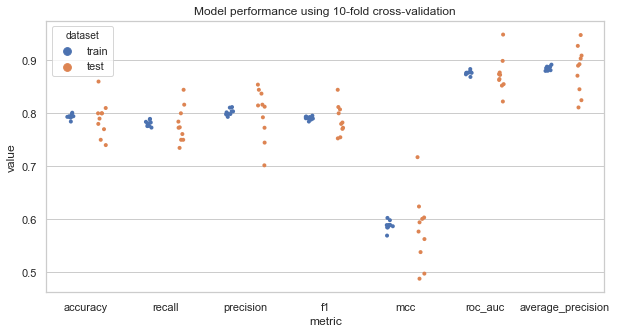 Model performance using 10-fold cross-validation
dataset
train
test
value
0.9
0.8
0.7
0.6
0.5
accuracy recall precision f1 mcc roc_auc average_precision
metric